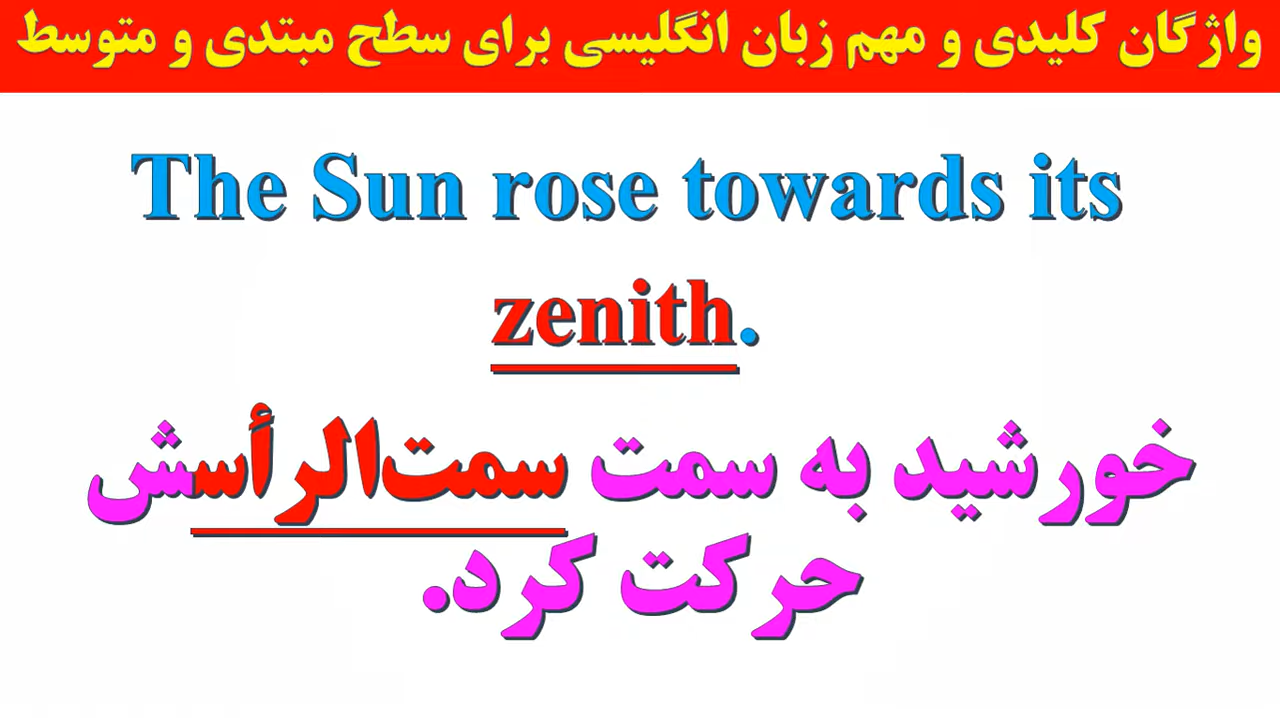 واژگان کلیدی و مهم زبان انگلیسی برای سطح مبتدی و متوسط
The Sun rose towards its
zenith.
خورشید به سمت سمت‌الرأسش
حرکت کرد.